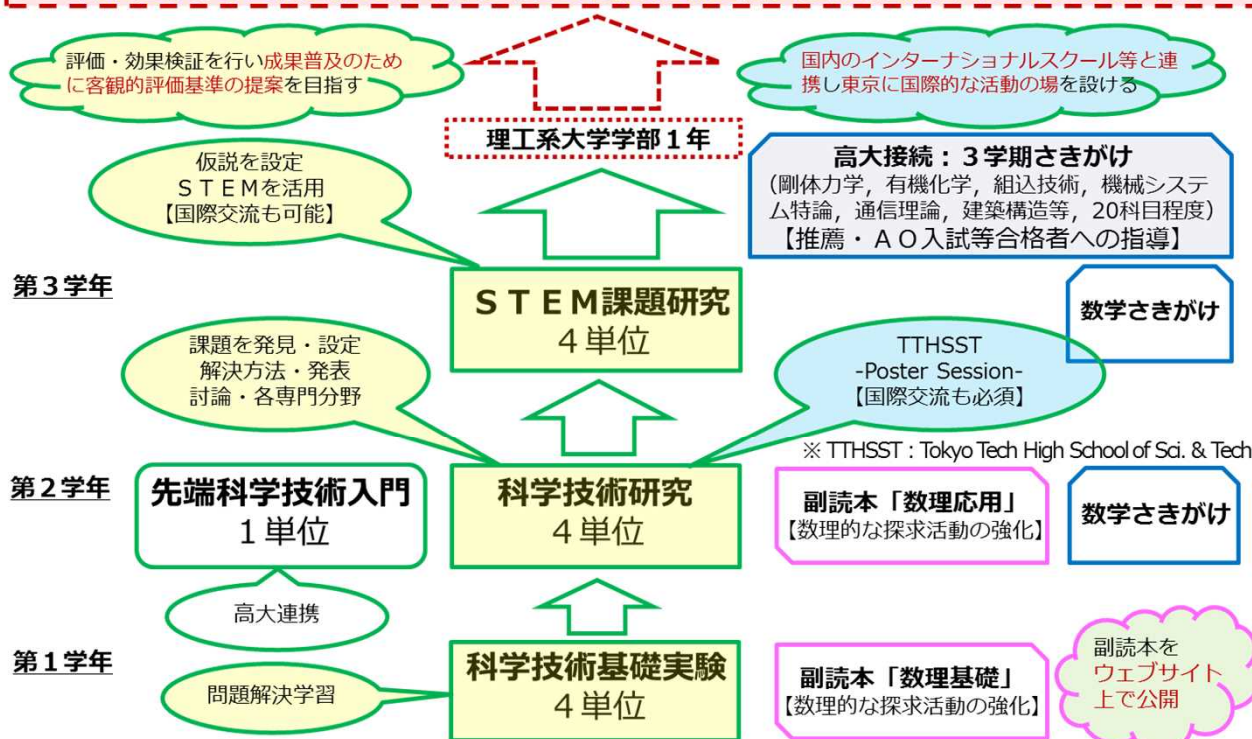 評価・効果検証を行い成果普及のため
に客観的評価基準の提案を目指す
国内のインターナショナルスクール等と連
携し東京に国際的な活動の場を設ける
理工系大学学部1年
仮説を設定
STEMを活用
【国際交流も可能】
高大接続：3学期さきがけ
(剛体力学，有機化学，組込技術，機械システ
ム特論，通信理論，建築構造等，20科目程度)
【推薦・AO入試等合格者への指導】
第3学年
STEM課題研究
4単位
数学さきがけ
課題を発見・設定
解決方法・発表
討論・各専門分野
TTHSST
-Poster Session-
【国際交流も必須】
※ TTHSST : Tokyo Tech High School of Sci. & Tech
第2学年
先端科学技術入門
1単位
科学技術研究
4単位
副読本「数理応用」
【数理的な探求活動の強化】
数学さきがけ
高大連携
第1学年
問題解決学習
科学技術基礎実験
4単位
副読本「数理基礎」
【数理的な探求活動の強化】
副読本を
ウェブサイト
上で公開